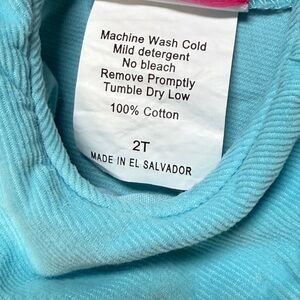 Machine Wash Cold
Mild detergent
No bleach
Remove Promptly
Tumble Dry Low
100% Cotton
2T
MADE IN EL SALVADOR